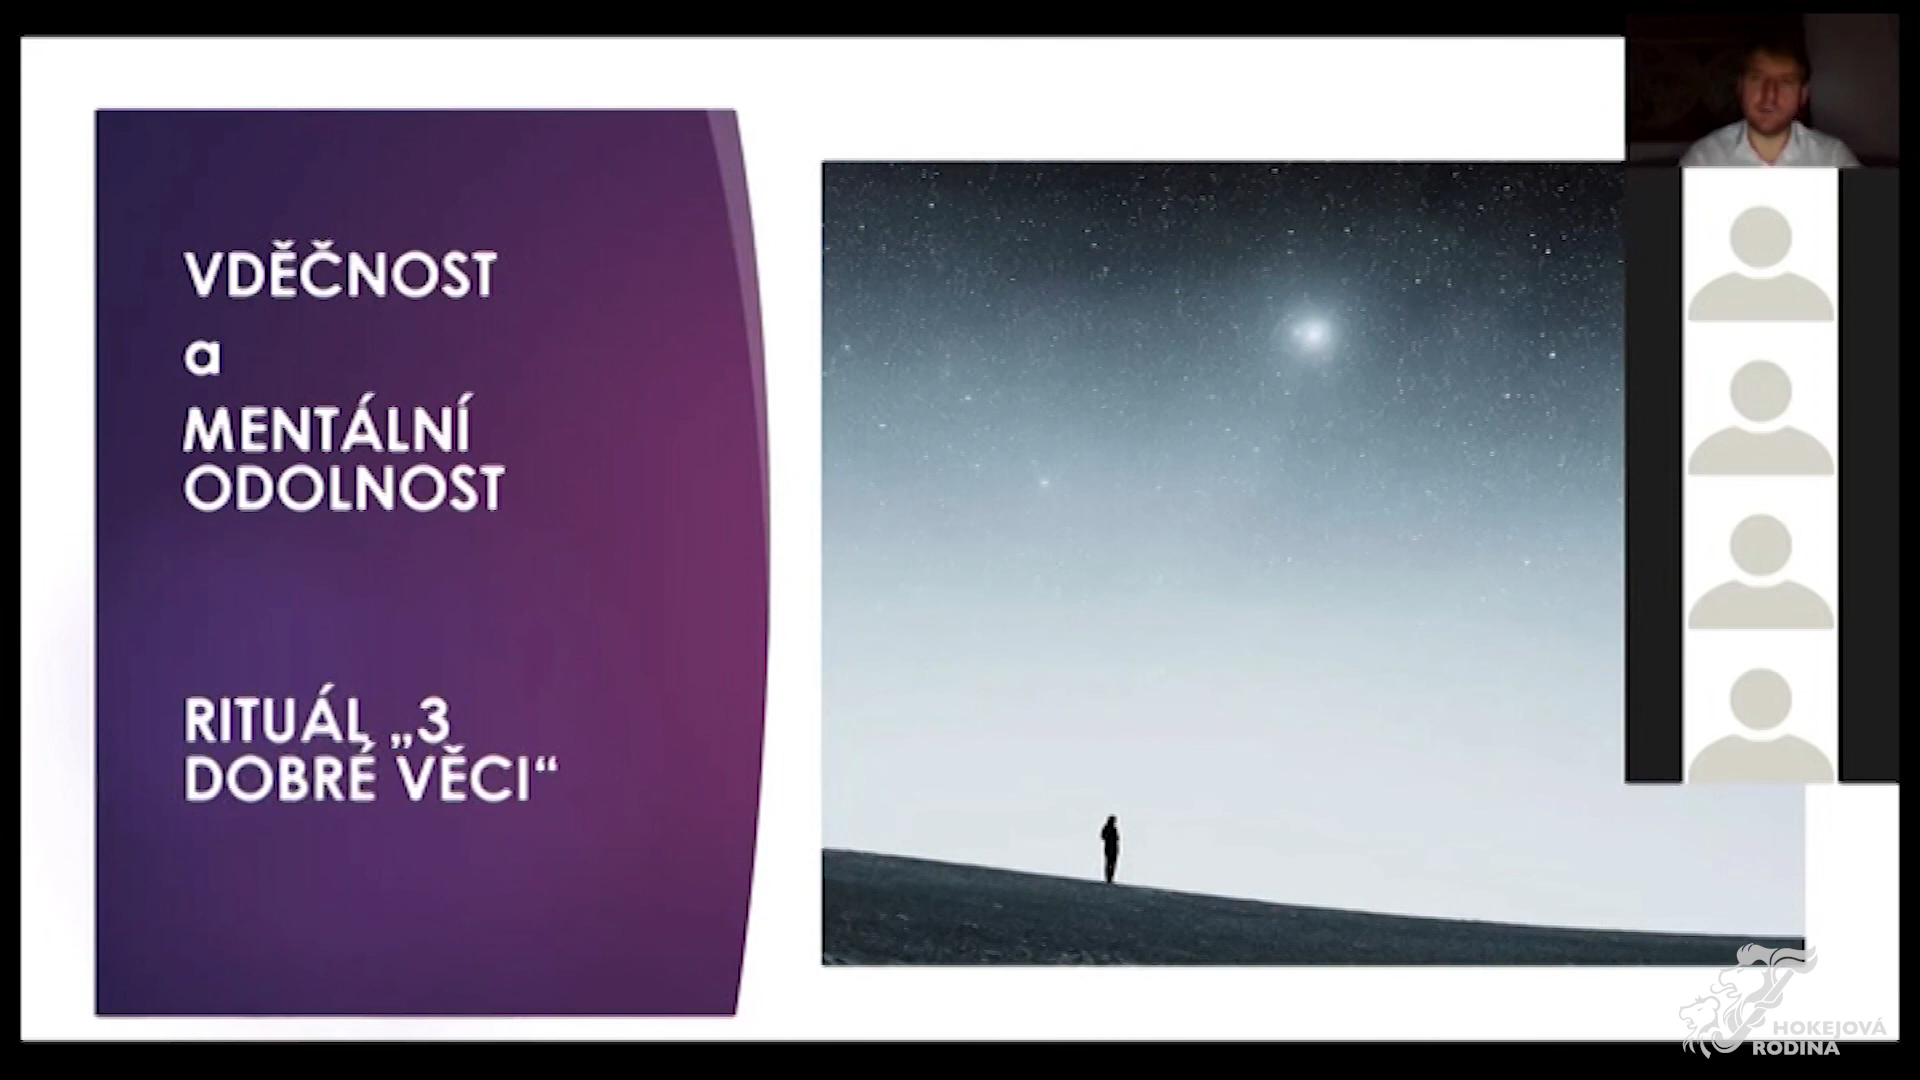 VDĚČNOST
a
MENTÁLNÍ
ODOLNOST
RITUÁL „3
DOBRÉ VĚCI“
HOKEJOVÁ
RODINA